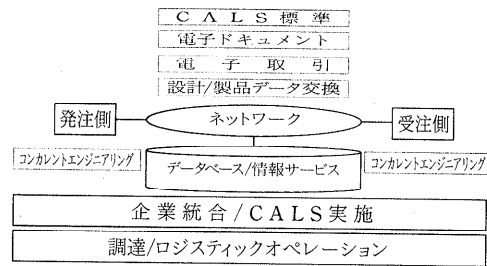 CALS標準
電子ドキュメント
電子取引
設計/製品データ交換
発注側
ネットワーク
受注側
コンカレントエンジニアリング
データベース/情報サービス
コンカレントエンジニアリング
企業統合/CALS実施
調達/ロジスティックオペレーション